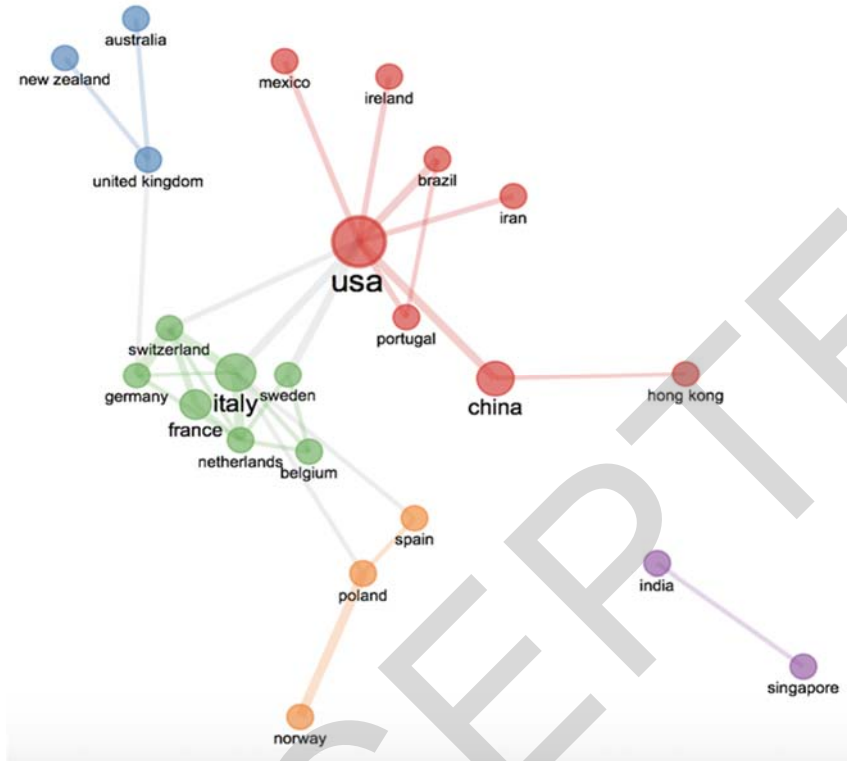 australia
new zealand
mexico
ireland
united kingdom
brazil
iran
usa
portugal
switzerland
germany
italy
sweden
china
hong kong
france
netherlands
belgium
spain
poland
india
singapore
norway
CEPTE